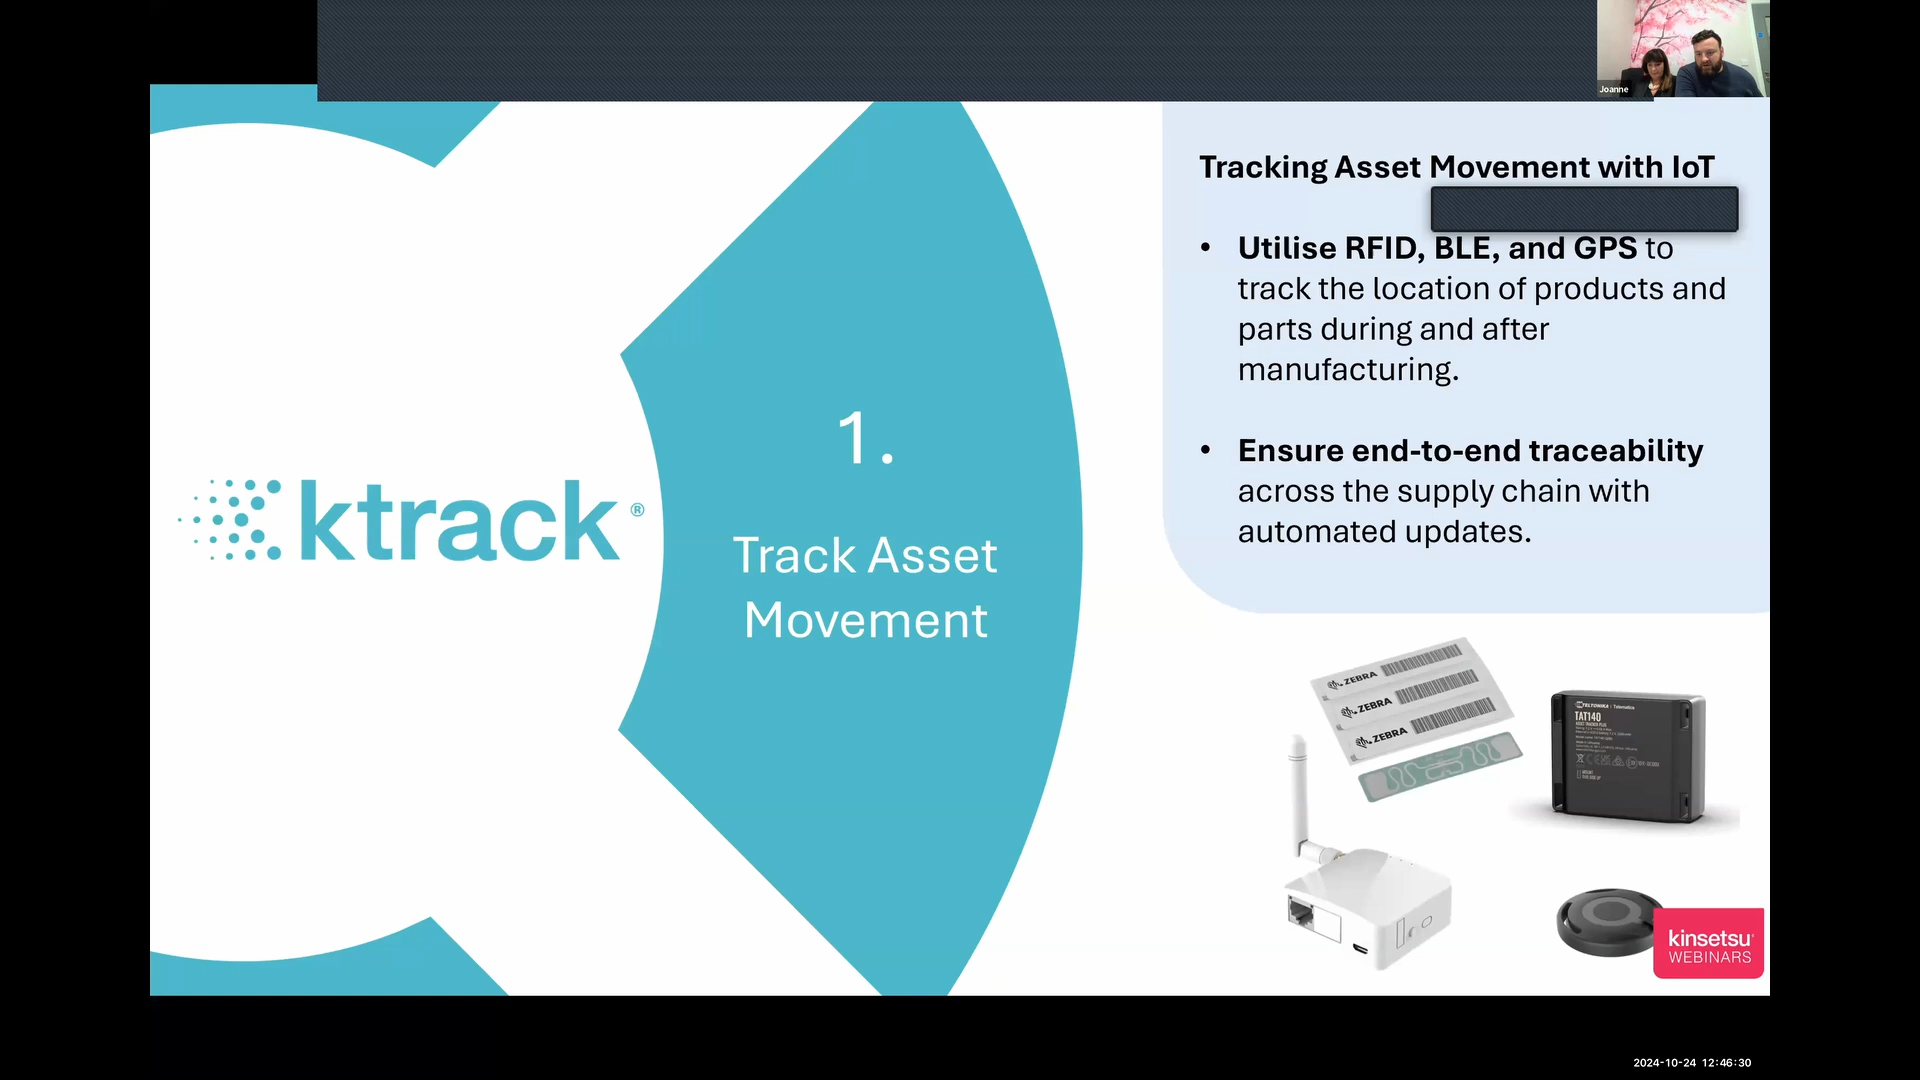 Joanne
Tracking Asset Movement with IoT
• Utilise RFID, BLE, and GPS to
track the location of products and
parts during and after
manufacturing.
• Ensure end-to-end traceability
across the supply chain with
automated updates.
1.
Track Asset
Movement
ktrack®
ZEBRA
ZEBRA
ZEBRA
TELTONIKA | Telematics
TAT140
kinsetsu
WEBINARS
2024-10-24 12:46:30